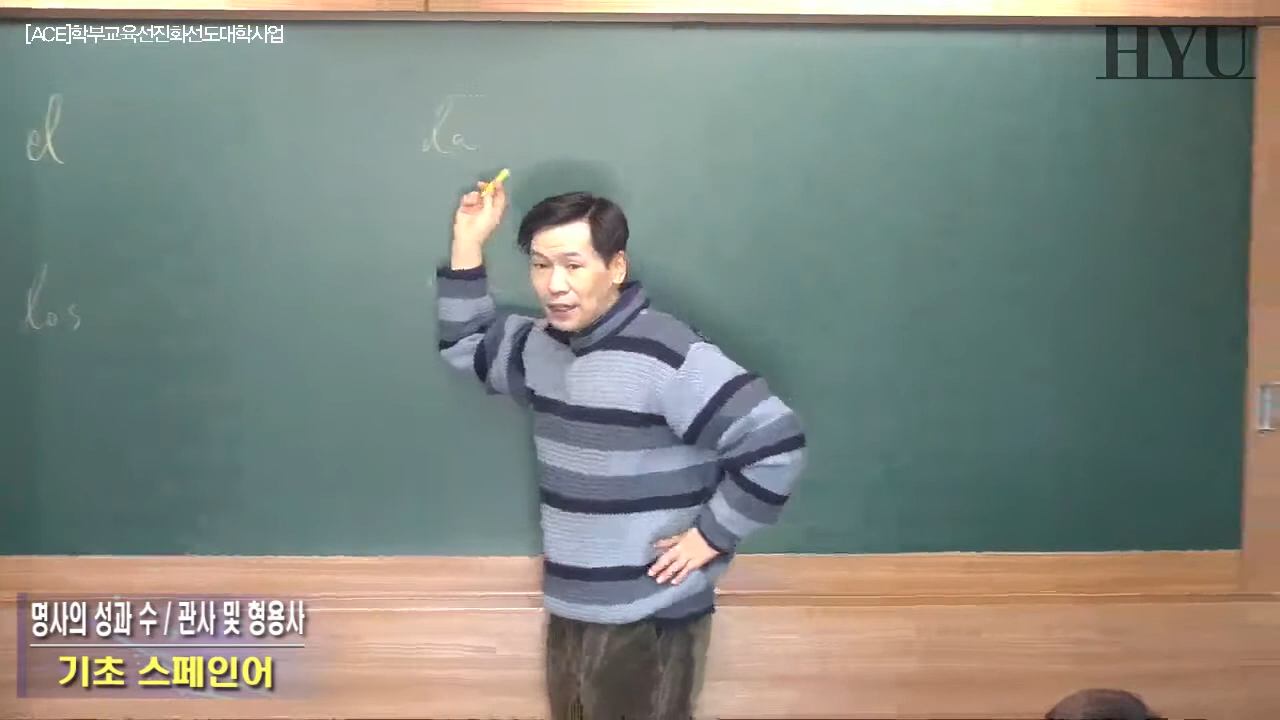 [ACE]학부교육선진화선도대학사업
HYU
el
la
los
명사의 성과 수 / 관사 및 형용사
기초 스페인어